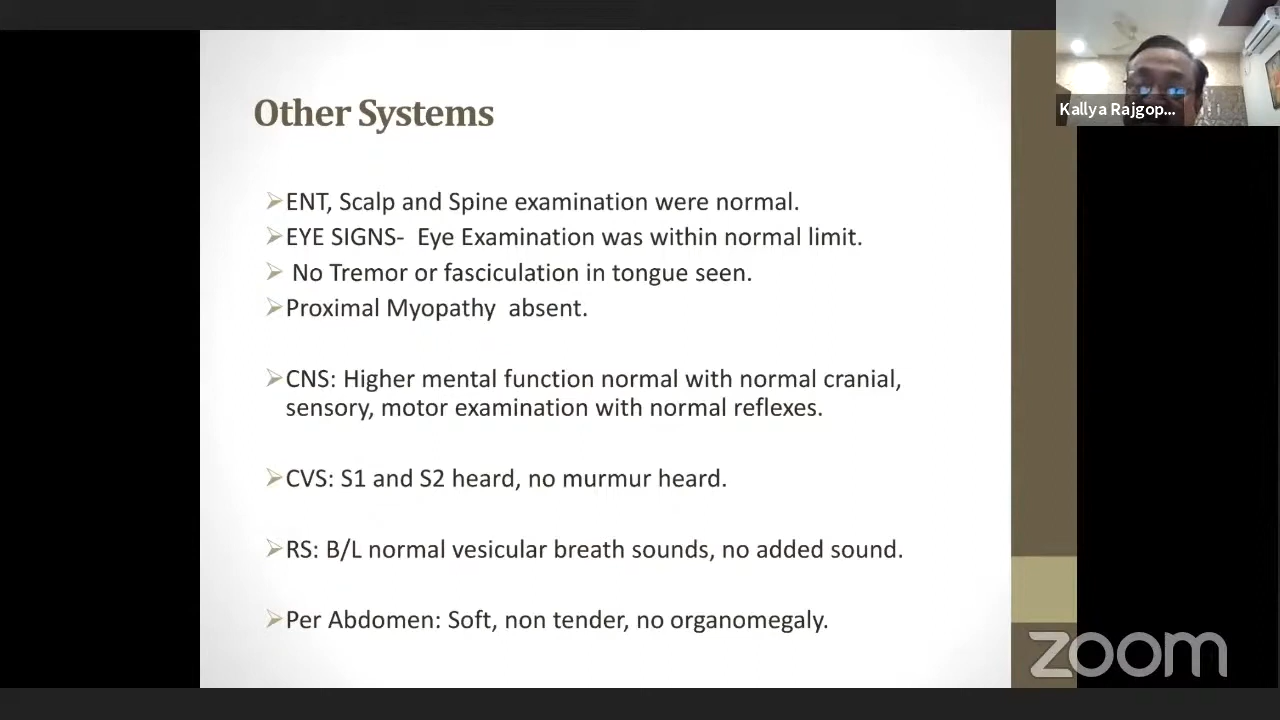 Other Systems
Kallya Rajgop...
➢ENT, Scalp and Spine examination were normal.
➢EYE SIGNS-  Eye Examination was within normal limit.
➢ No Tremor or fasciculation in tongue seen.
➢Proximal Myopathy  absent.
➢CNS: Higher mental function normal with normal cranial,
sensory, motor examination with normal reflexes.
➢CVS: S1 and S2 heard, no murmur heard.
➢RS: B/L normal vesicular breath sounds, no added sound.
➢Per Abdomen: Soft, non tender, no organomegaly.
zoom